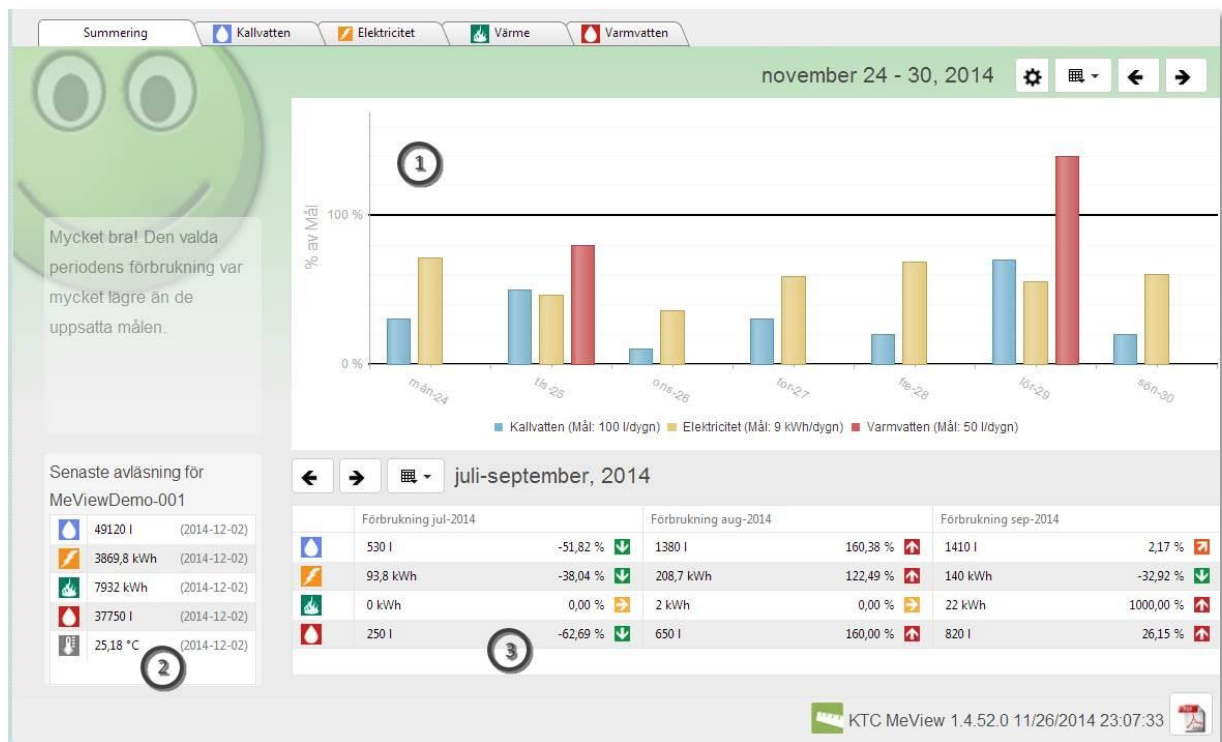 Summering Kallvatten Elektricitet Värme Varmvatten
november 24 - 30, 2014
Mycket bra! Den valda
periodens förbrukning var
mycket lägre än de
uppsatta målen.
1
% av Mål
100 %
0 %
mån-24 tis-25 ons-26 tor-27 fre-28 lör-29 sön-30
Kallvatten (Mål: 100 l/dygn) Elektricitet (Mål: 9 kWh/dygn) Varmvatten (Mål: 50 l/dygn)
Senaste avläsning för
MeViewDemo-001
49120 l (2014-12-02)
3869,8 kWh (2014-12-02)
7932 kWh (2014-12-02)
37750 l (2014-12-02)
25,18 °C (2014-12-02)
2
juli-september, 2014
Förbrukning jul-2014 Förbrukning aug-2014 Förbrukning sep-2014
530 l -51,82 % 1380 l 160,38 % 1410 l 2,17 %
93,8 kWh -38,04 % 208,7 kWh 122,49 % 140 kWh -32,92 %
0 kWh 0,00 % 2 kWh 0,00 % 22 kWh 1000,00 %
250 l -62,69 % 650 l 160,00 % 820 l 26,15 %
3
KTC MeView 1.4.52.0 11/26/2014 23:07:33